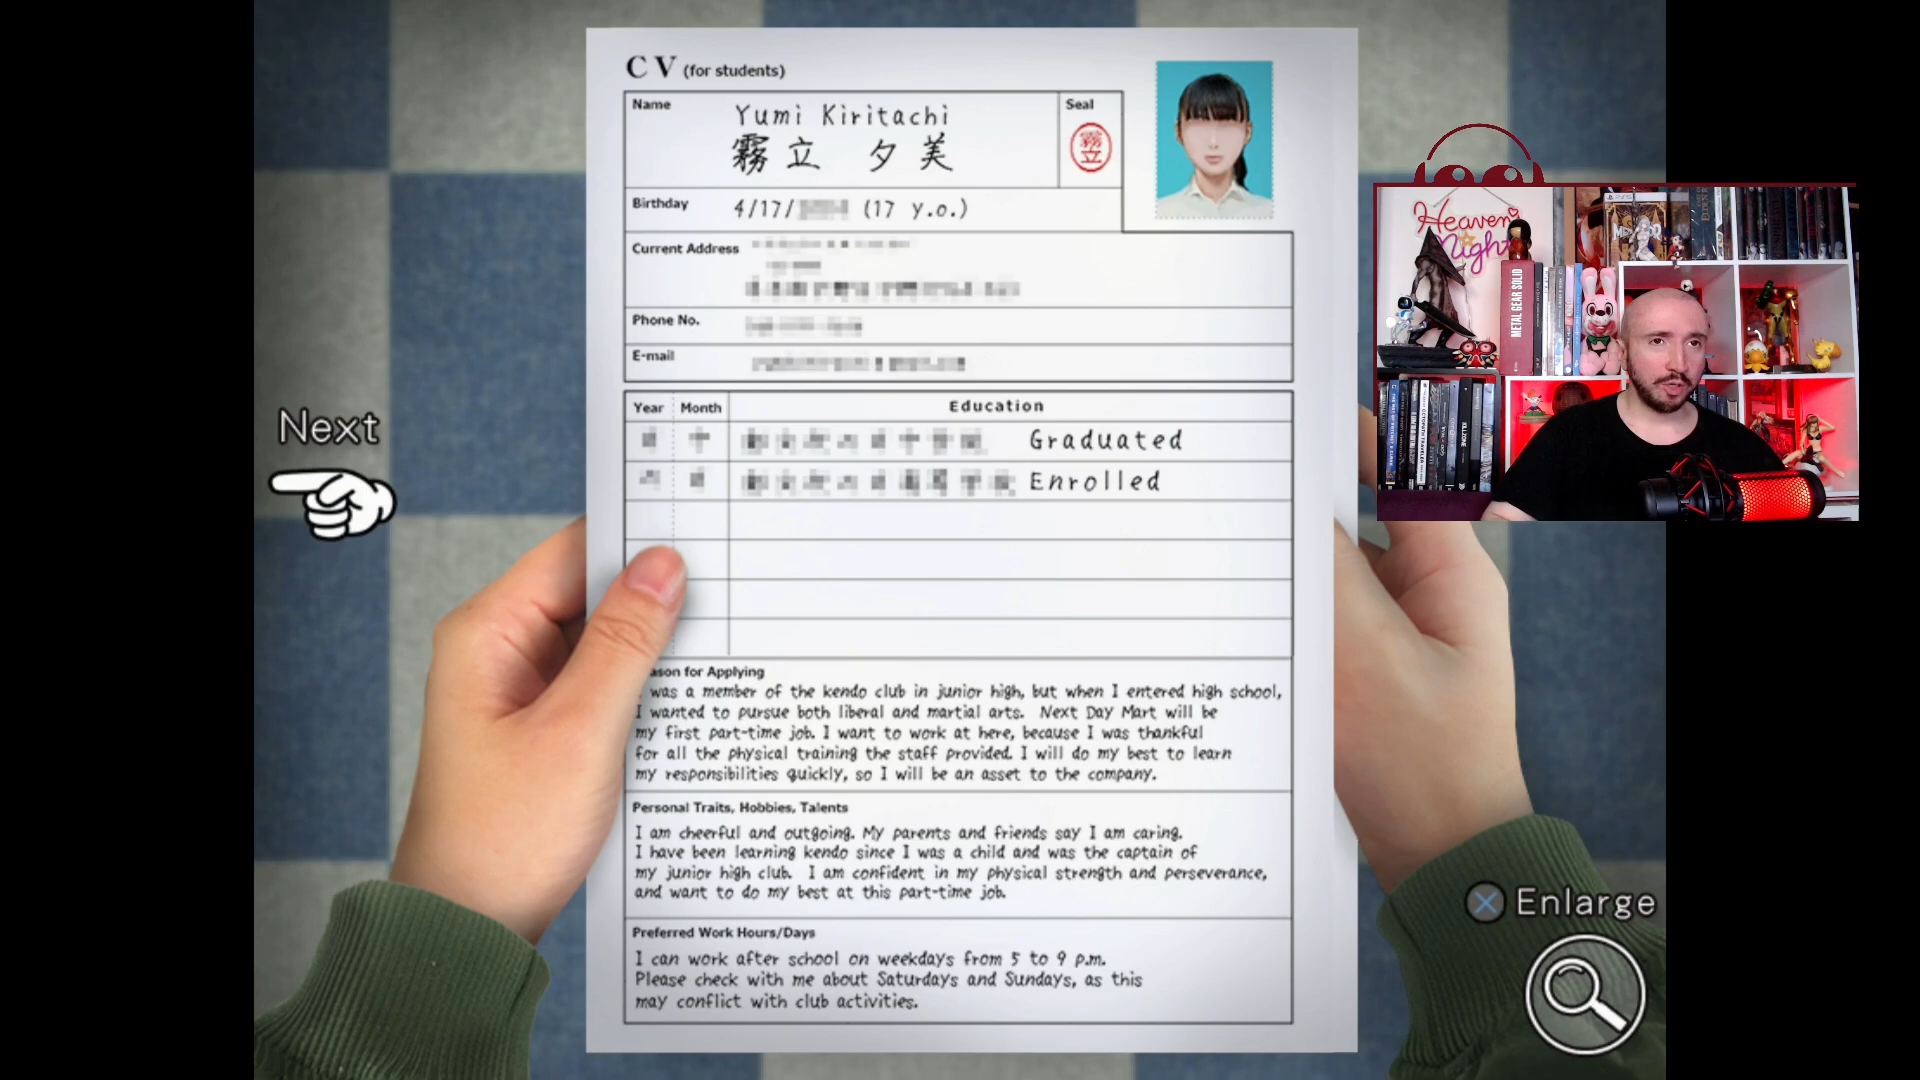 CV (for students)
Name
Yumi Kiritachi
霧立 夕美
Seal
霧立
Birthday
4/17/ (17 y.o.)
Current Address
Phone No.
E-mail
Year Month Education
Graduated
Enrolled
ason for Applying
was a member of the kendo club in junior high, but when I entered high school,
I wanted to pursue both liberal and martial arts. Next Day Mart will be
my first part-time job. I want to work at here, because I was thankful
for all the physical training the staff provided. I will do my best to learn
my responsibilities quickly, so I will be an asset to the company.
Personal Traits, Hobbies, Talents
I am cheerful and outgoing. My parents and friends say I am caring.
I have been learning kendo since I was a child and was the captain of
my junior high club. I am confident in my physical strength and perseverance,
and want to do my best at this part-time job.
Preferred Work Hours/Days
I can work after school on weekdays from 5 to 9 p.m.
Please check with me about Saturdays and Sundays, as this
may conflict with club activities.
Next
Enlarge
Heaven
Night
METAL GEAR SOLID